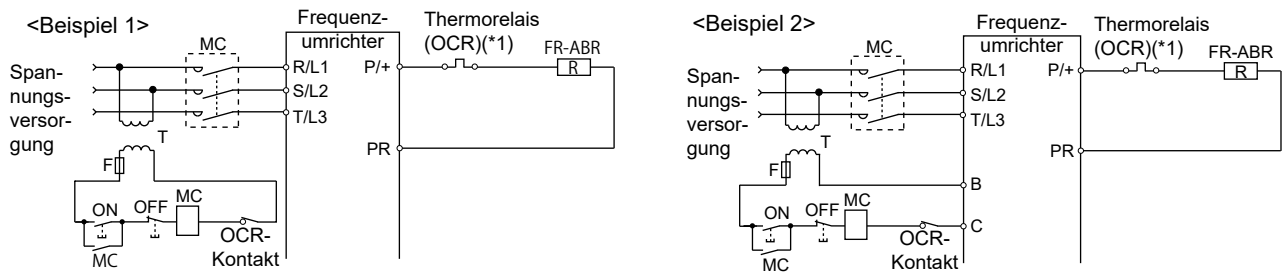 <Beispiel 1>
Frequenz-
umrichter
Thermorelais
(OCR)(*1)
FR-ABR
MC
R/L1
P/+
R
Span-
nungs-
versor-
gung
S/L2
T/L3
T
PR
F
ON
OFF
MC
MC
OCR-
Kontakt
<Beispiel 2>
Frequenz-
umrichter
Thermorelais
(OCR)(*1)
FR-ABR
MC
R/L1
P/+
R
Span-
nungs-
versor-
gung
S/L2
T/L3
T
PR
F
B
ON
OFF
MC
C
MC
OCR-
Kontakt